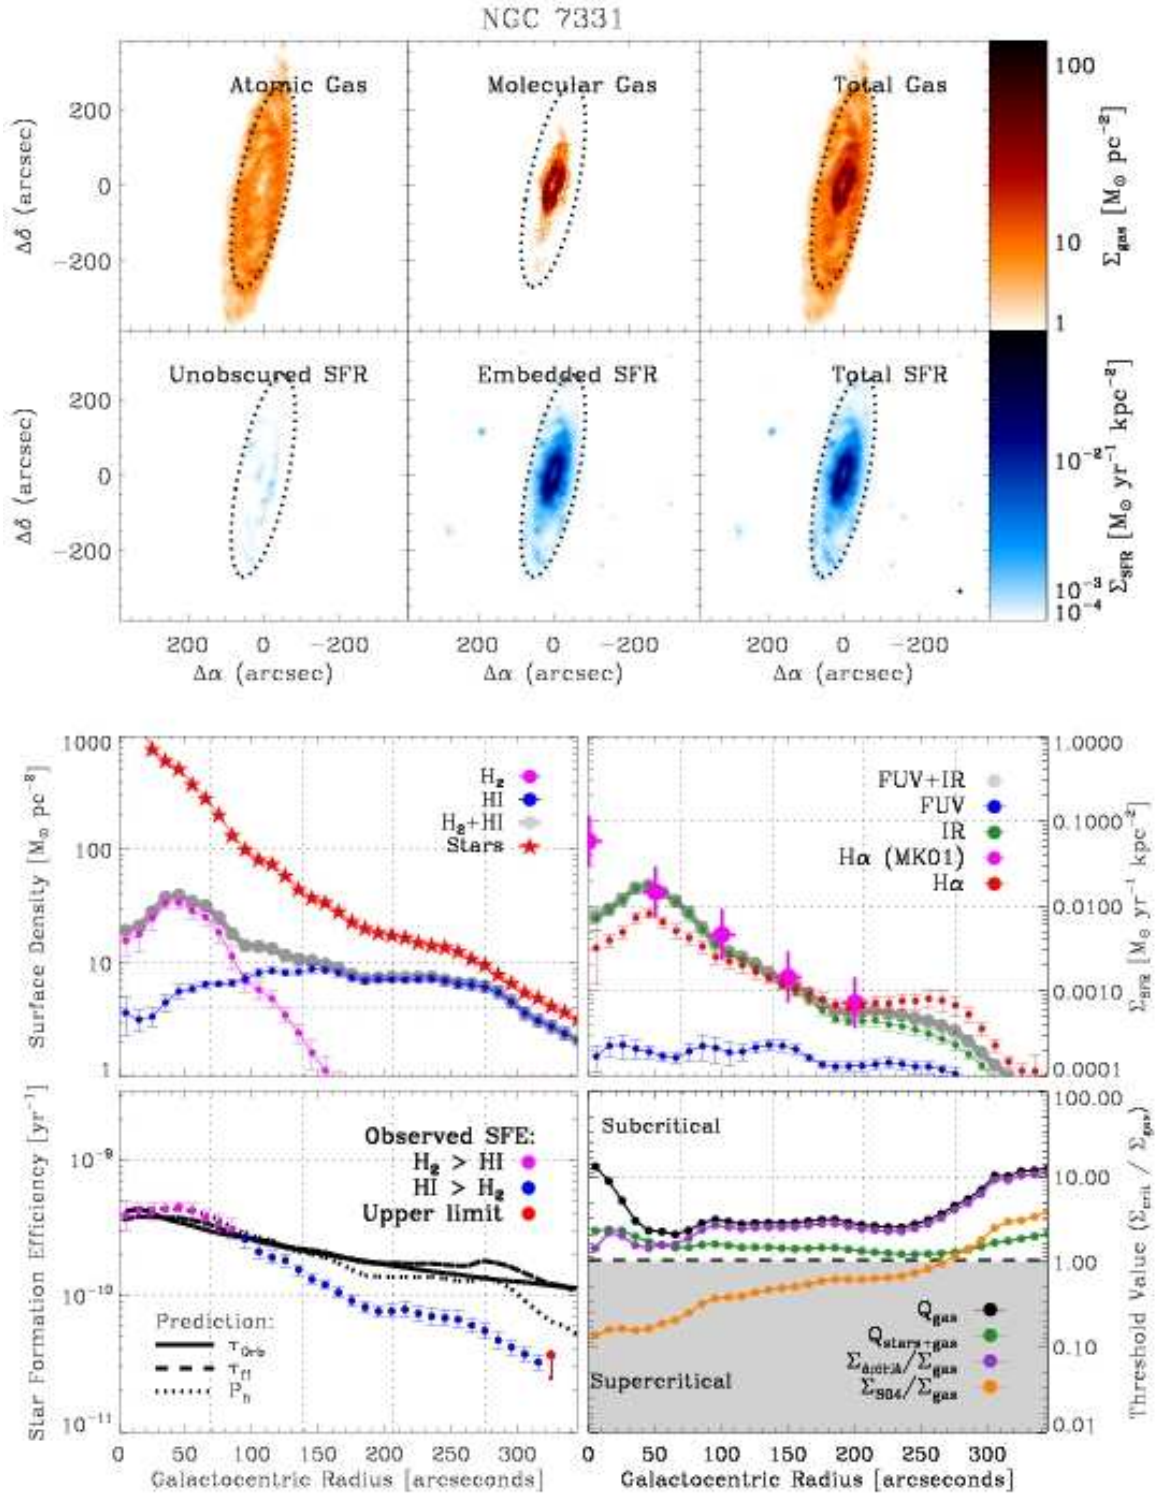 NGC 7331
Atomic Gas
Molecular Gas
Total Gas
200
0
-200
Δδ (arcsec)
100
10
1
Σgas [M⊙ pc⁻²]
Unobscured SFR
Embedded SFR
Total SFR
200
0
-200
Δδ (arcsec)
10⁻²
10⁻³
10⁻⁴
ΣSFR [M⊙ yr⁻¹ kpc⁻²]
200 0 -200
200 0 -200
200 0 -200
Δα (arcsec)
Δα (arcsec)
Δα (arcsec)
1000
100
10
1
Surface Density [M⊙ pc⁻²]
H₂
HI
H₂+HI
Stars
FUV+IR
FUV
IR
Hα (MK01)
Hα
1.0000
0.1000
0.0100
0.0010
0.0001
ΣSFR [M⊙ yr⁻¹ kpc⁻²]
Star Formation Efficiency [yr⁻¹]
10⁻⁹
10⁻¹⁰
10⁻¹¹
Observed SFE:
H₂ > HI
HI > H₂
Upper limit
Prediction:
τOrb
τff
Ph
0 50 100 150 200 250 300
Galactocentric Radius [arcseconds]
Subcritical
Supercritical
Qgas
Qstars+gas
Σcrit,A/Σgas
ΣS04/Σgas
100.00
10.00
1.00
0.10
0.01
Threshold Value (Σcrit / Σgas)
0 50 100 150 200 250 300
Galactocentric Radius [arcseconds]